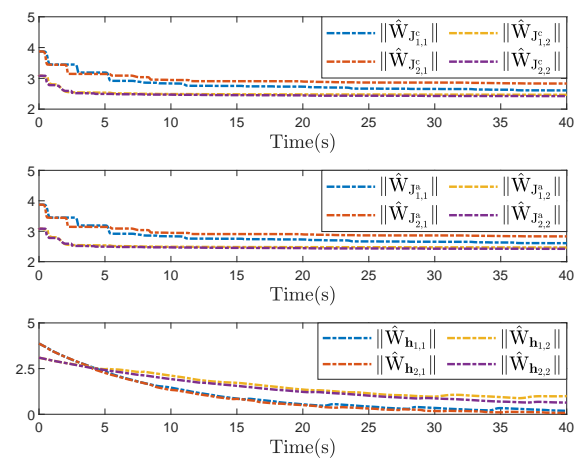 5
4
3
2
0 5 10 15 20 25 30 35 40
Time(s)
||Ŵ_{J^c_{1,1}}|| ||Ŵ_{J^c_{1,2}}||
||Ŵ_{J^c_{2,1}}|| ||Ŵ_{J^c_{2,2}}||
5
4
3
2
0 5 10 15 20 25 30 35 40
Time(s)
||Ŵ_{J^a_{1,1}}|| ||Ŵ_{J^a_{1,2}}||
||Ŵ_{J^a_{2,1}}|| ||Ŵ_{J^a_{2,2}}||
5
2.5
0
0 5 10 15 20 25 30 35 40
Time(s)
||Ŵ_{h_{1,1}}|| ||Ŵ_{h_{1,2}}||
||Ŵ_{h_{2,1}}|| ||Ŵ_{h_{2,2}}||